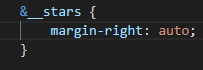 &__stars {
    margin-right: auto;
}